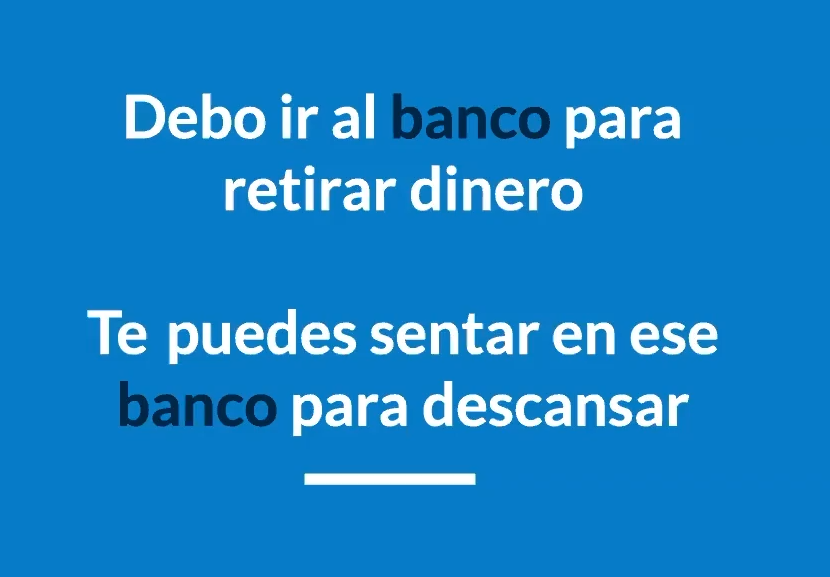 Debo ir al banco para
retirar dinero
Te puedes sentar en ese
banco para descansar